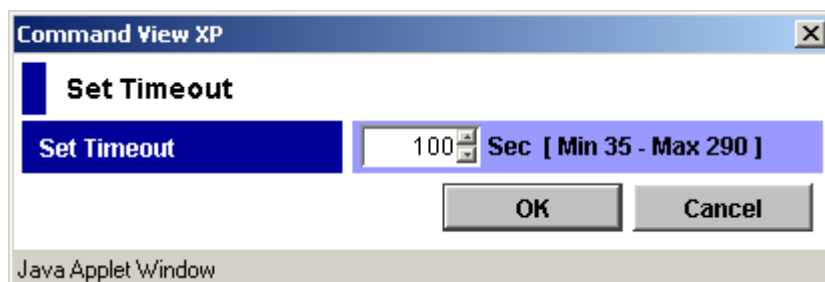 Command View XP
Set Timeout
Set Timeout 100 Sec [ Min 35 - Max 290 ]
OK Cancel
Java Applet Window